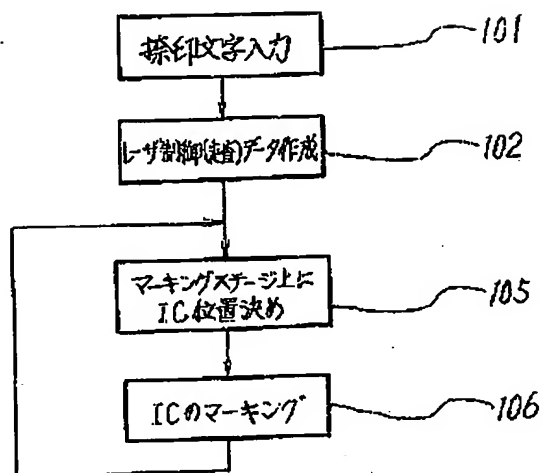 捺印文字入力
101
レーザ制御(走査)データ作成
102
マーキングステージ上に
IC位置決め
105
ICのマーキング
106